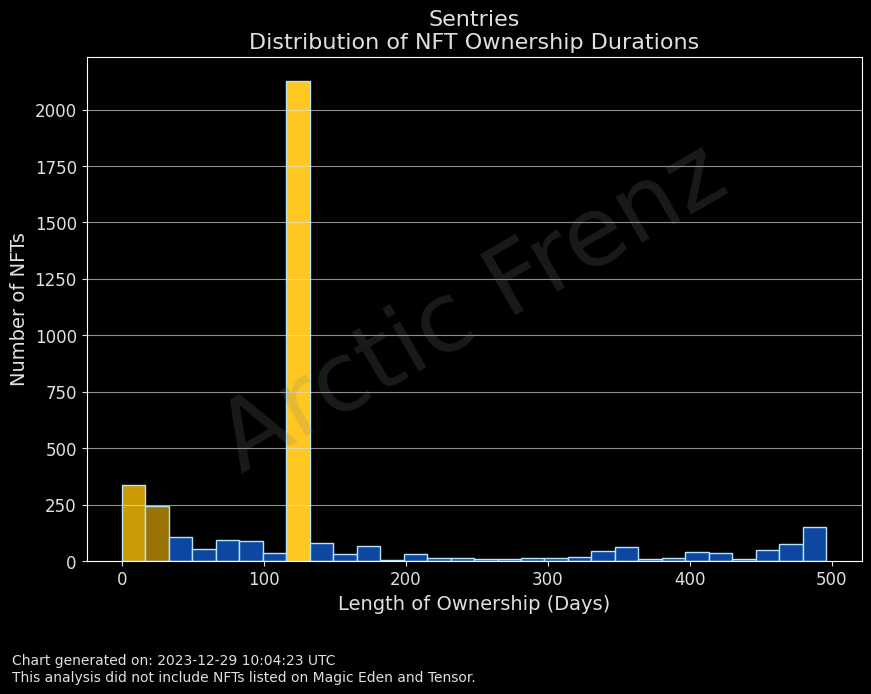 Sentries
Distribution of NFT Ownership Durations
Number of NFTs
2000
1750
1500
1250
1000
750
500
250
0
Arctic Frenz
0 100 200 300 400 500
Length of Ownership (Days)
Chart generated on: 2023-12-29 10:04:23 UTC
This analysis did not include NFTs listed on Magic Eden and Tensor.